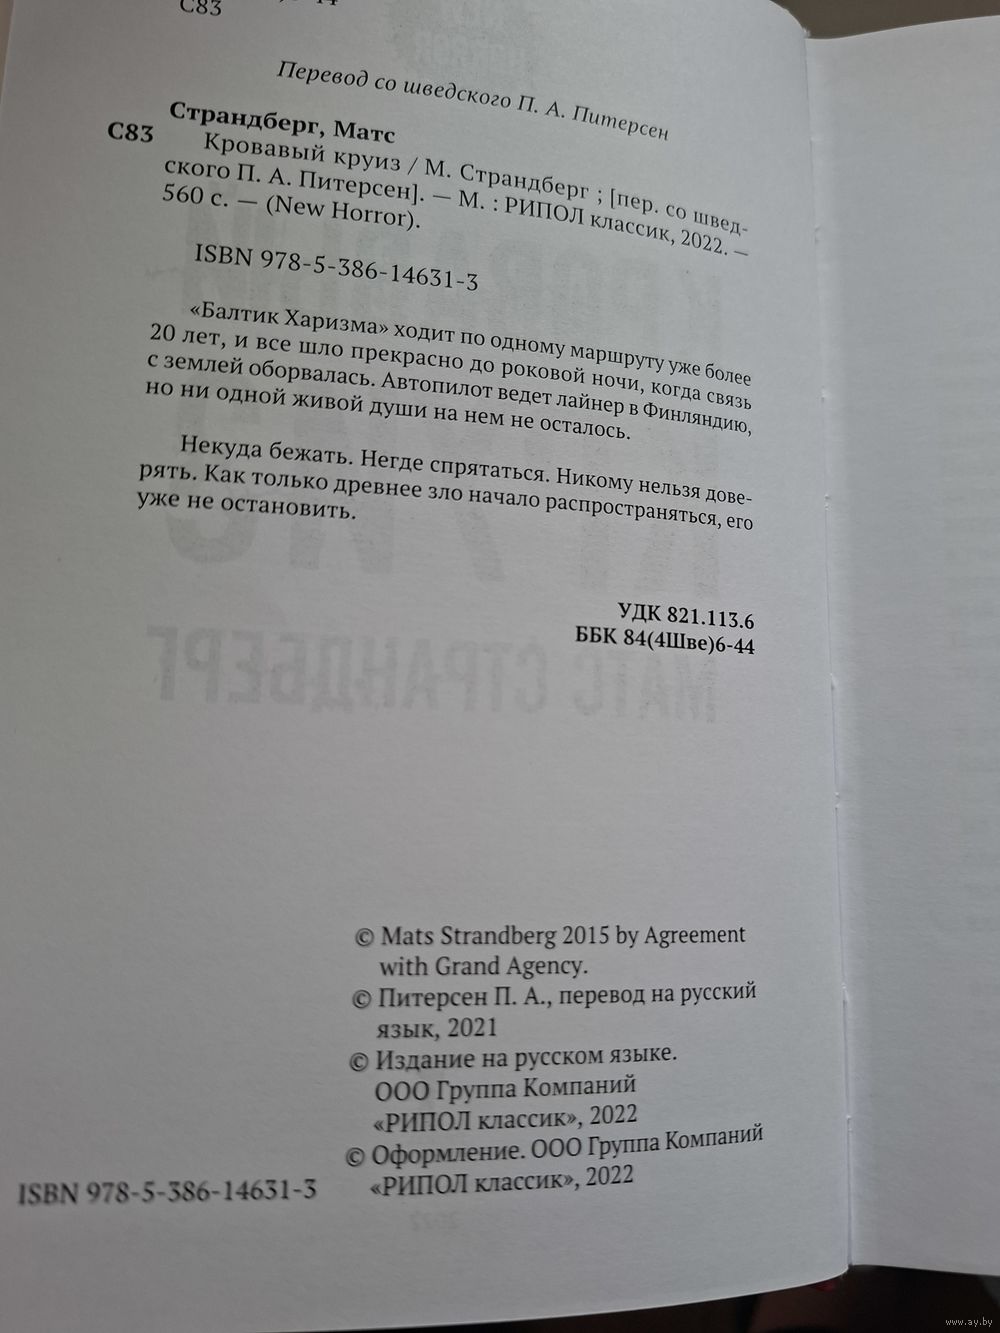 С83
Перевод со шведского П. А. Питерсен
Страндберг, Матс
С83
Кровавый круиз / М. Страндберг ; [пер. со швед-
ского П. А. Питерсен]. — М. : РИПОЛ классик, 2022. —
560 с. — (New Horror).
ISBN 978-5-386-14631-3
«Балтик Харизма» ходит по одному маршруту уже более
20 лет, и все шло прекрасно до роковой ночи, когда связь
с землей оборвалась. Автопилот ведет лайнер в Финляндию,
но ни одной живой души на нем не осталось.
Некуда бежать. Негде спрятаться. Никому нельзя дове-
рять. Как только древнее зло начало распространяться, его
уже не остановить.
УДК 821.113.6
ББК 84(4Шве)6-44
МАТС СТРАНДБЕРГ
© Mats Strandberg 2015 by Agreement
with Grand Agency.
© Питерсен П. А., перевод на русский
язык, 2021
© Издание на русском языке.
ООО Группа Компаний
«РИПОЛ классик», 2022
© Оформление. ООО Группа Компаний
«РИПОЛ классик», 2022
ISBN 978-5-386-14631-3
www.ay.by